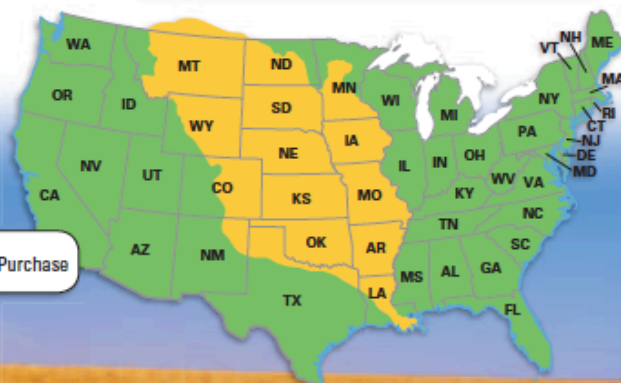 WA
MT
ND
MN
OR
ID
WY
SD
WI
MI
VT
NH
ME
NY
MA
RI
CT
NJ
DE
MD
PA
NV
UT
CO
NE
IA
IL
IN
OH
WV
VA
CA
KS
MO
KY
NC
TN
AZ
NM
OK
AR
SC
MS
AL
GA
TX
LA
FL
Purchase